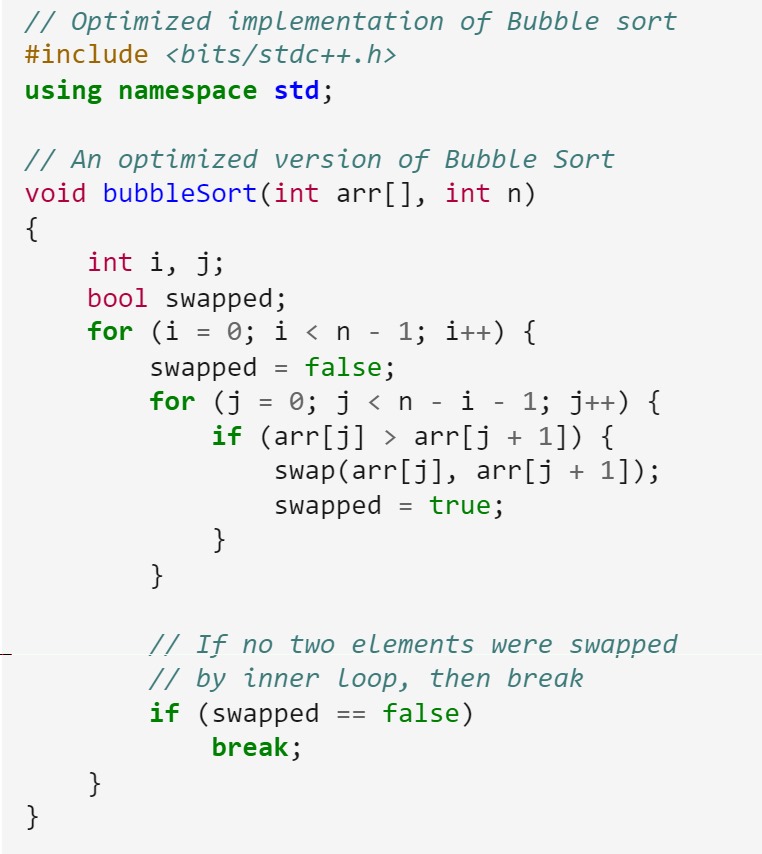 // Optimized implementation of Bubble sort
#include <bits/stdc++.h>
using namespace std;

// An optimized version of Bubble Sort
void bubbleSort(int arr[], int n)
{
    int i, j;
    bool swapped;
    for (i = 0; i < n - 1; i++) {
        swapped = false;
        for (j = 0; j < n - i - 1; j++) {
            if (arr[j] > arr[j + 1]) {
                swap(arr[j], arr[j + 1]);
                swapped = true;
            }
        }

        // If no two elements were swapped
        // by inner loop, then break
        if (swapped == false)
            break;
    }
}